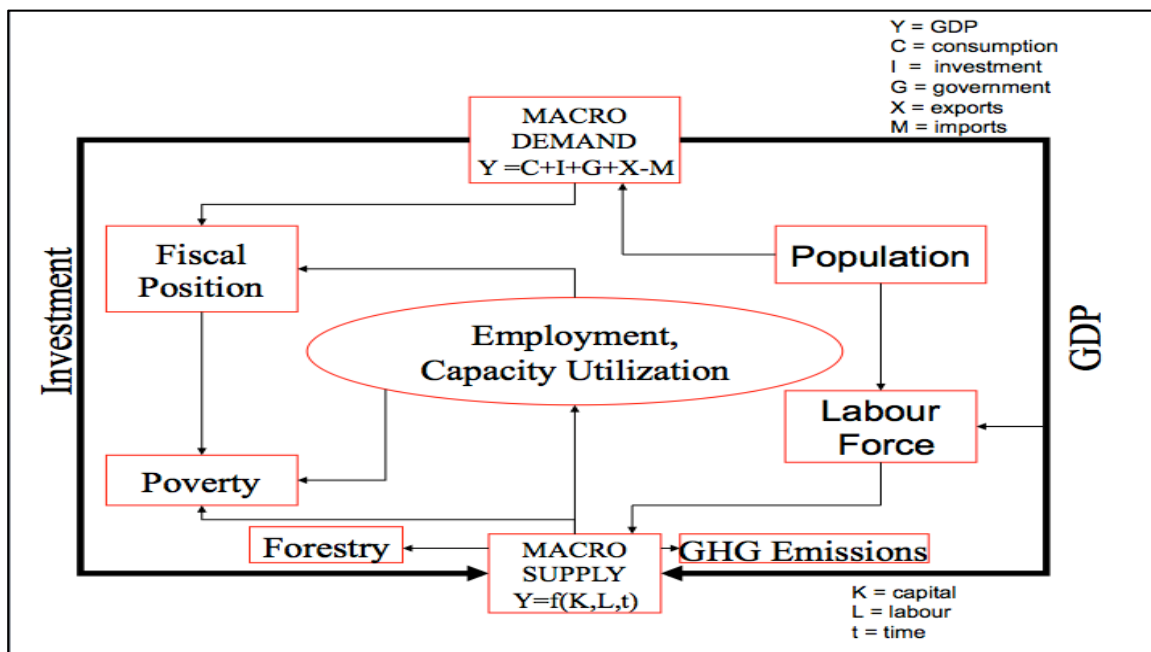 Y = GDP
C = consumption
I = investment
G = government
X = exports
M = imports
MACRO
DEMAND
Y =C+I+G+X-M
Fiscal
Position
Population
Investment
GDP
Employment,
Capacity Utilization
Labour
Force
Poverty
Forestry
MACRO
SUPPLY
Y=f(K,L,t)
GHG Emissions
K = capital
L = labour
t = time